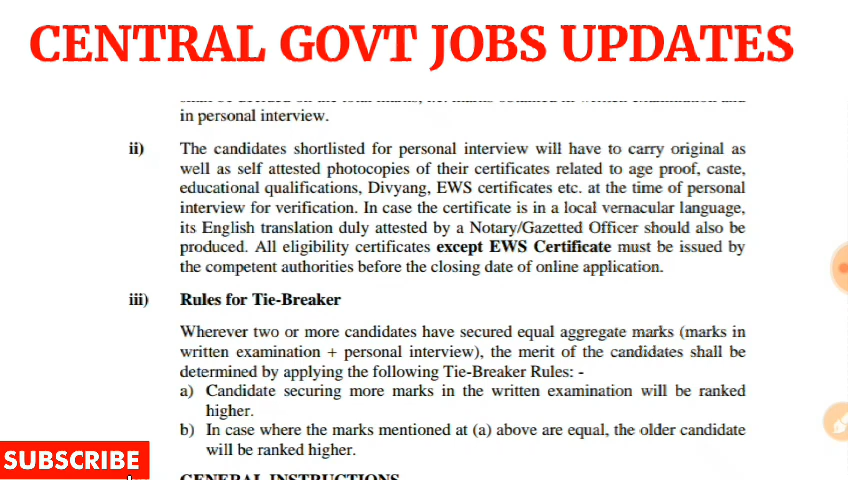 CENTRAL GOVT JOBS UPDATES
in personal interview.
ii) The candidates shortlisted for personal interview will have to carry original as
well as self attested photocopies of their certificates related to age proof, caste,
educational qualifications, Divyang, EWS certificates etc. at the time of personal
interview for verification. In case the certificate is in a local vernacular language,
its English translation duly attested by a Notary/Gazetted Officer should also be
produced. All eligibility certificates except EWS Certificate must be issued by
the competent authorities before the closing date of online application.
iii) Rules for Tie-Breaker
Wherever two or more candidates have secured equal aggregate marks (marks in
written examination + personal interview), the merit of the candidates shall be
determined by applying the following Tie-Breaker Rules: -
a) Candidate securing more marks in the written examination will be ranked
higher.
b) In case where the marks mentioned at (a) above are equal, the older candidate
will be ranked higher.
SUBSCRIBE
GENERAL INSTRUCTIONS